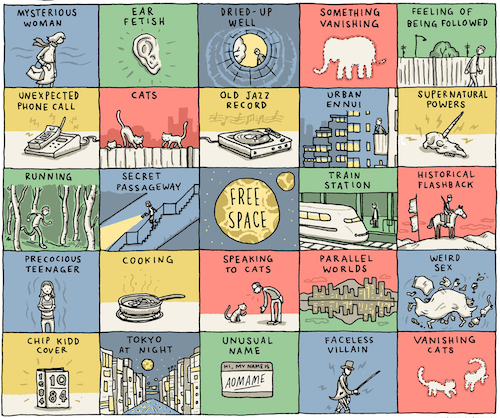 MYSTERIOUS
WOMAN
EAR
FETISH
DRIED-UP
WELL
SOMETHING
VANISHING
FEELING OF
BEING FOLLOWED
UNEXPECTED
PHONE CALL
CATS
OLD JAZZ
RECORD
URBAN
ENNUI
SUPERNATURAL
POWERS
RUNNING
SECRET
PASSAGEWAY
FREE
SPACE
TRAIN
STATION
HISTORICAL
FLASHBACK
PRECOCIOUS
TEENAGER
COOKING
SPEAKING
TO CATS
PARALLEL
WORLDS
WEIRD
SEX
CHIP KIDD
COVER
1Q
84
TOKYO
AT NIGHT
UNUSUAL
NAME
HI, MY NAME IS
AOMAME
FACELESS
VILLAIN
VANISHING
CATS